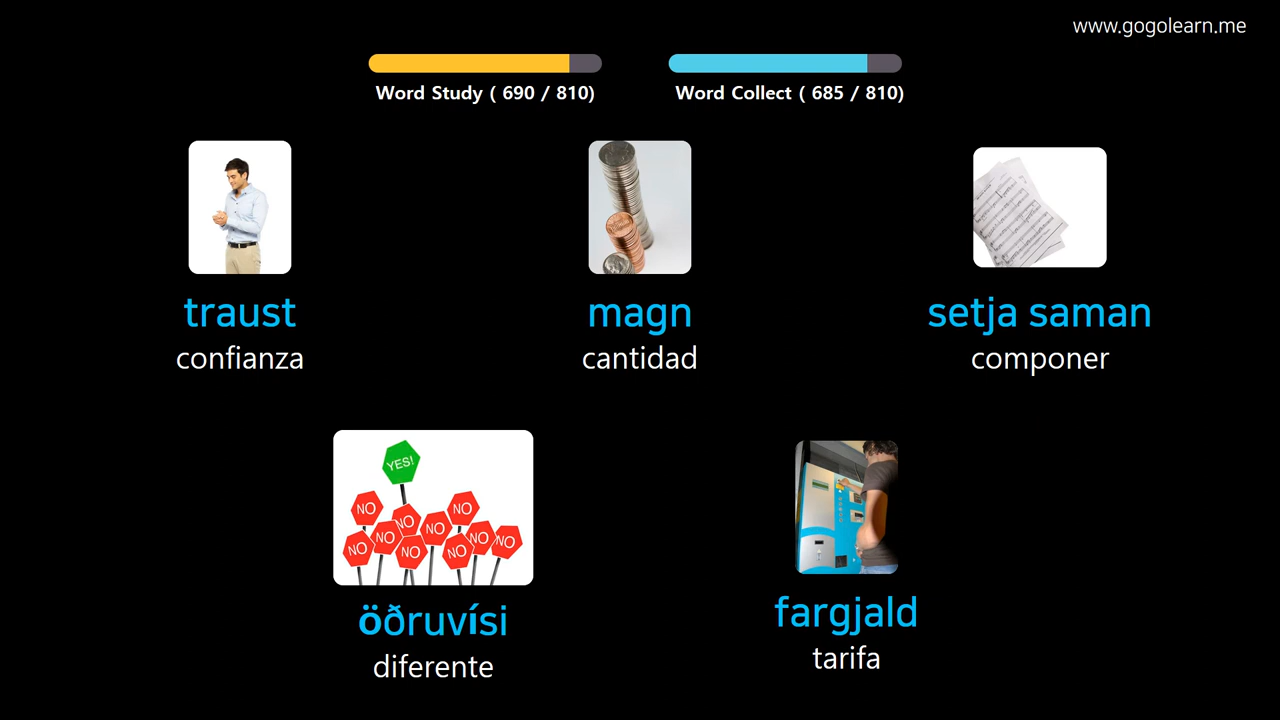 www.gogolearn.me
Word Study ( 690 / 810)
Word Collect ( 685 / 810)
traust
confianza
magn
cantidad
setja saman
componer
YES!
NO
NO
NO
NO
NO
NO
NO
NO
NO
NO
öðruvísi
diferente
fargjald
tarifa